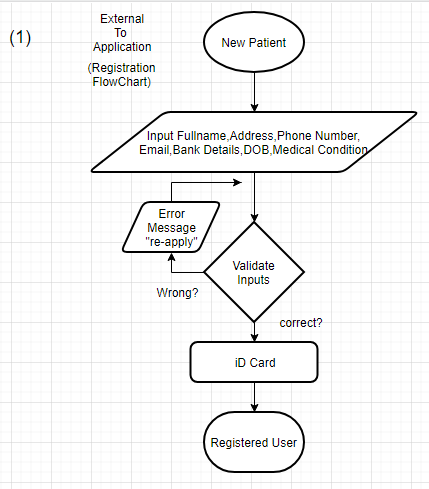 (1)
External
To
Application
(Registration
FlowChart)
New Patient
Input Fullname,Address,Phone Number,
Email,Bank Details,DOB,Medical Condition
Error
Message
"re-apply"
Validate
Inputs
Wrong?
correct?
iD Card
Registered User